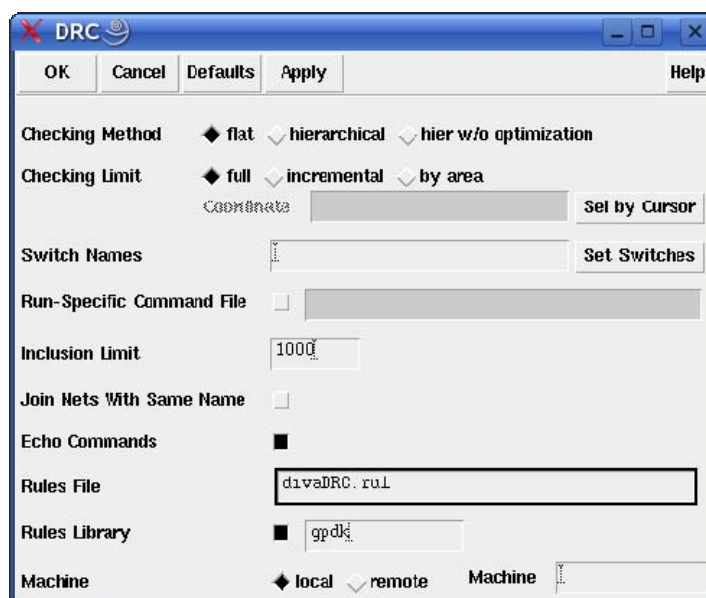 DRC
OK Cancel Defaults Apply Help
Checking Method flat hierarchical hier w/o optimization
Checking Limit full incremental by area
Coordinate Sel by Cursor
Switch Names Set Switches
Run-Specific Command File
Inclusion Limit 1000
Join Nets With Same Name
Echo Commands
Rules File divaDRC.rul
Rules Library gpdk
Machine local remote Machine